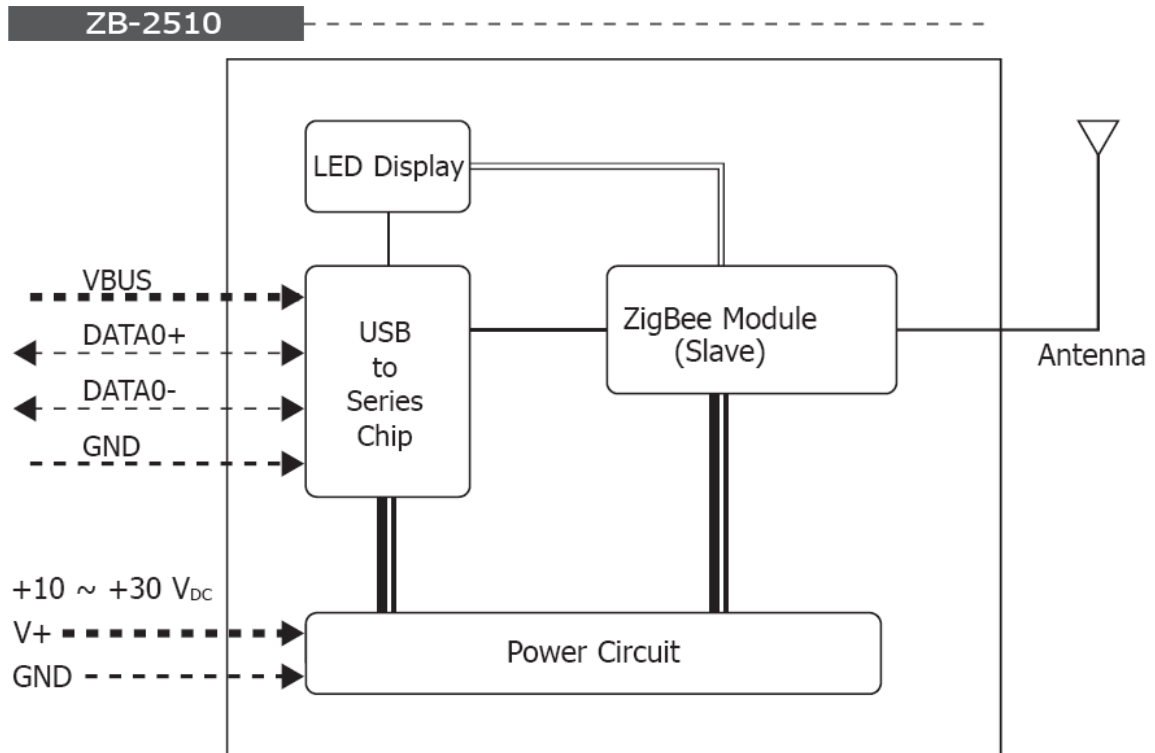 ZB-2510
LED Display
VBUS
DATA0+
DATA0-
GND
USB
to
Series
Chip
ZigBee Module
(Slave)
Antenna
+10 ~ +30 VDC
V+
GND
Power Circuit